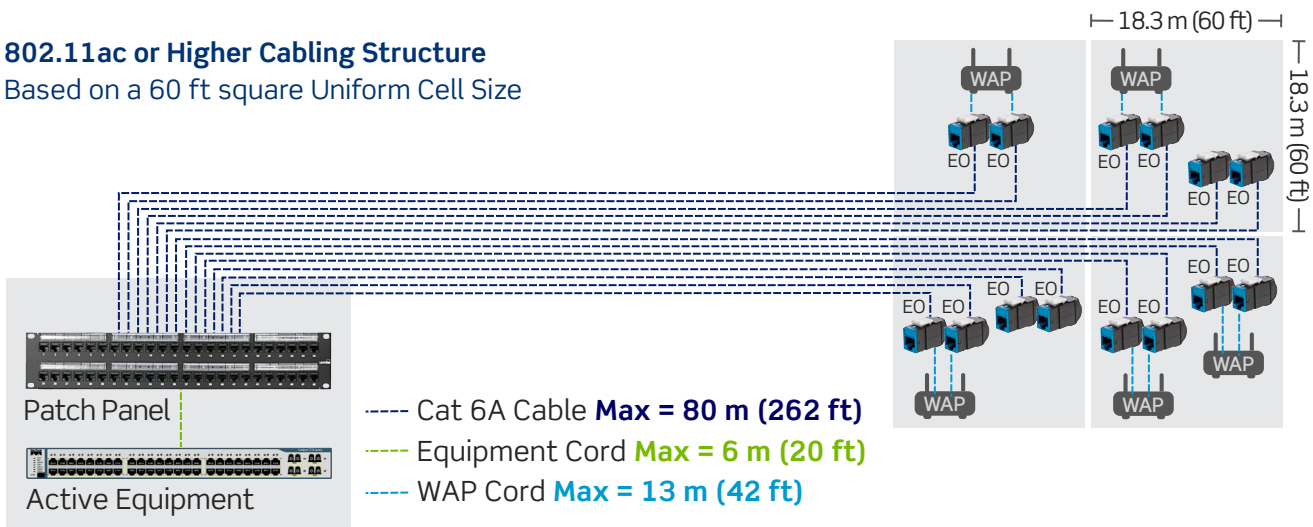 802.11ac or Higher Cabling Structure
Based on a 60 ft square Uniform Cell Size
18.3 m (60 ft)
18.3 m (60 ft)
WAP
WAP
EO EO
EO EO
EO EO
EO EO
EO EO
EO EO
EO EO
WAP
WAP
WAP
Patch Panel
Active Equipment
Cat 6A Cable Max = 80 m (262 ft)
Equipment Cord Max = 6 m (20 ft)
WAP Cord Max = 13 m (42 ft)